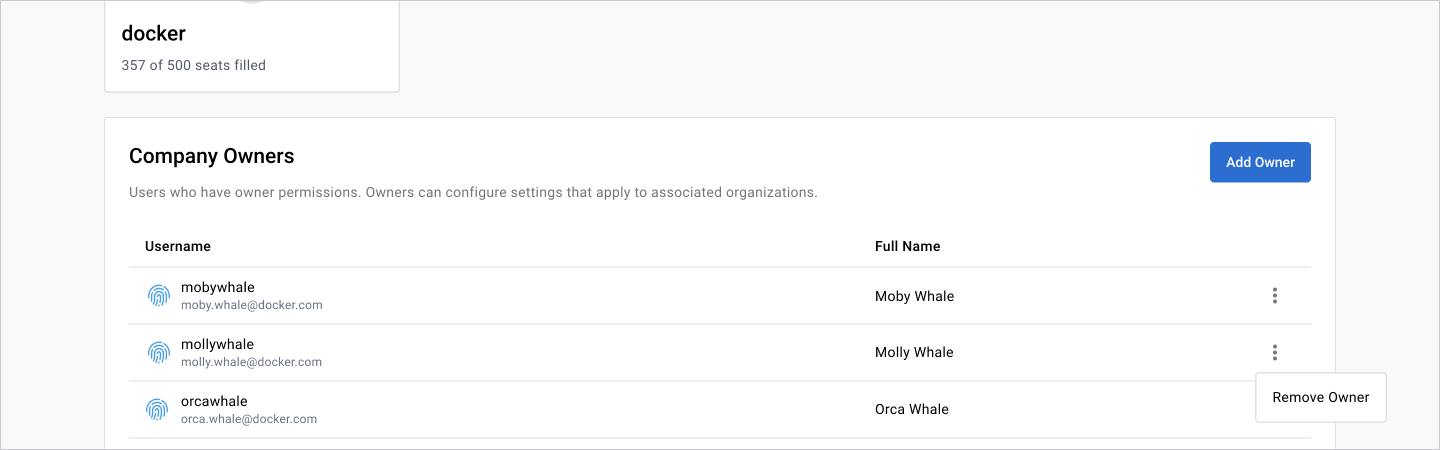 docker
357 of 500 seats filled
Company Owners
Add Owner
Users who have owner permissions. Owners can configure settings that apply to associated organizations.
Username Full Name
mobywhale
moby.whale@docker.com
Moby Whale
mollywhale
molly.whale@docker.com
Molly Whale
orcawhale
orca.whale@docker.com
Orca Whale
Remove Owner